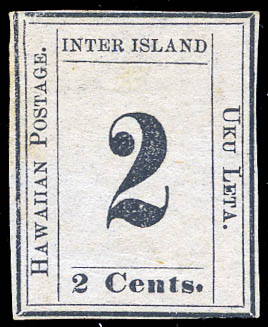 INTER ISLAND
HAWAIIAN POSTAGE.
2
UKU LETA.
2 Cents.